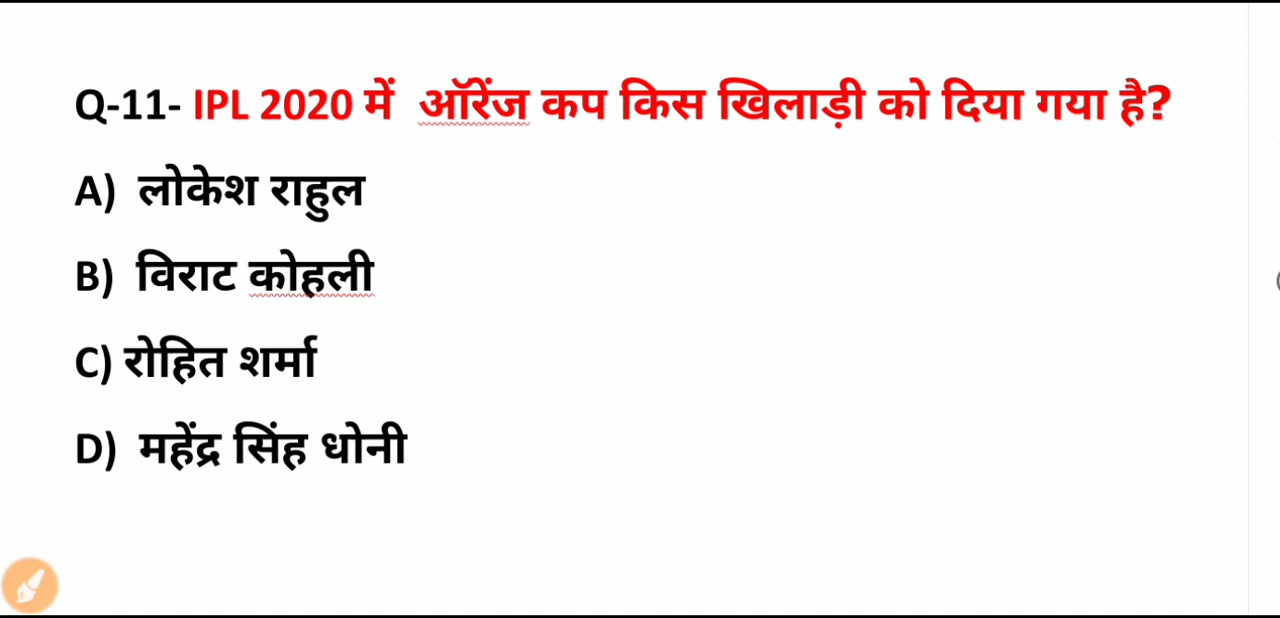 Q-11- IPL 2020 में ऑरेंज कप किस खिलाड़ी को दिया गया है?
A) लोकेश राहुल
B) विराट कोहली
C) रोहित शर्मा
D) महेंद्र सिंह धोनी